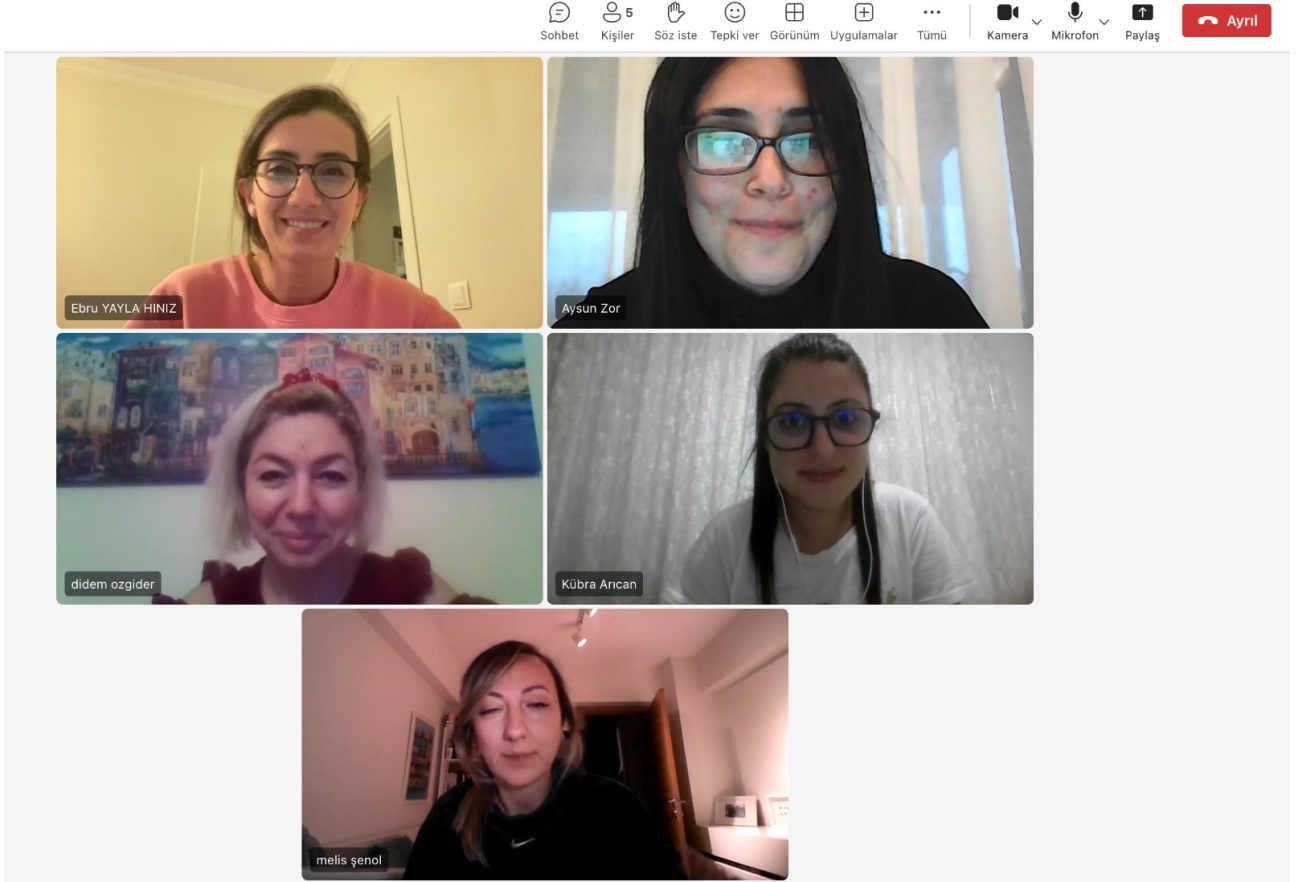 5
Sohbet Kişiler Söz iste Tepki ver Görünüm Uygulamalar Tümü Kamera Mikrofon Paylaş Ayrıl
Ebru YAYLA HINIZ
Aysun Zor
didem ozgider
Kübra Arıcan
melis şenol